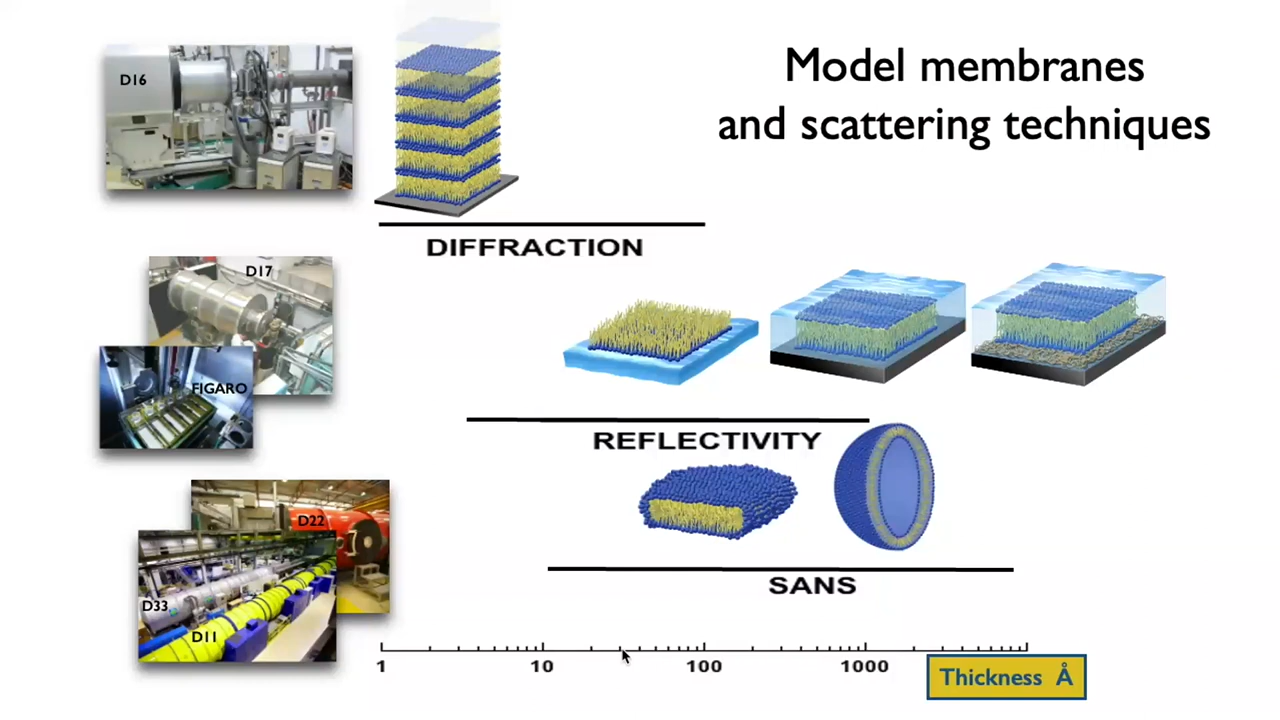 Model membranes
and scattering techniques
D16
DIFFRACTION
D17
FIGARO
REFLECTIVITY
D22
D33
D11
SANS
1 10 100 1000
Thickness Å